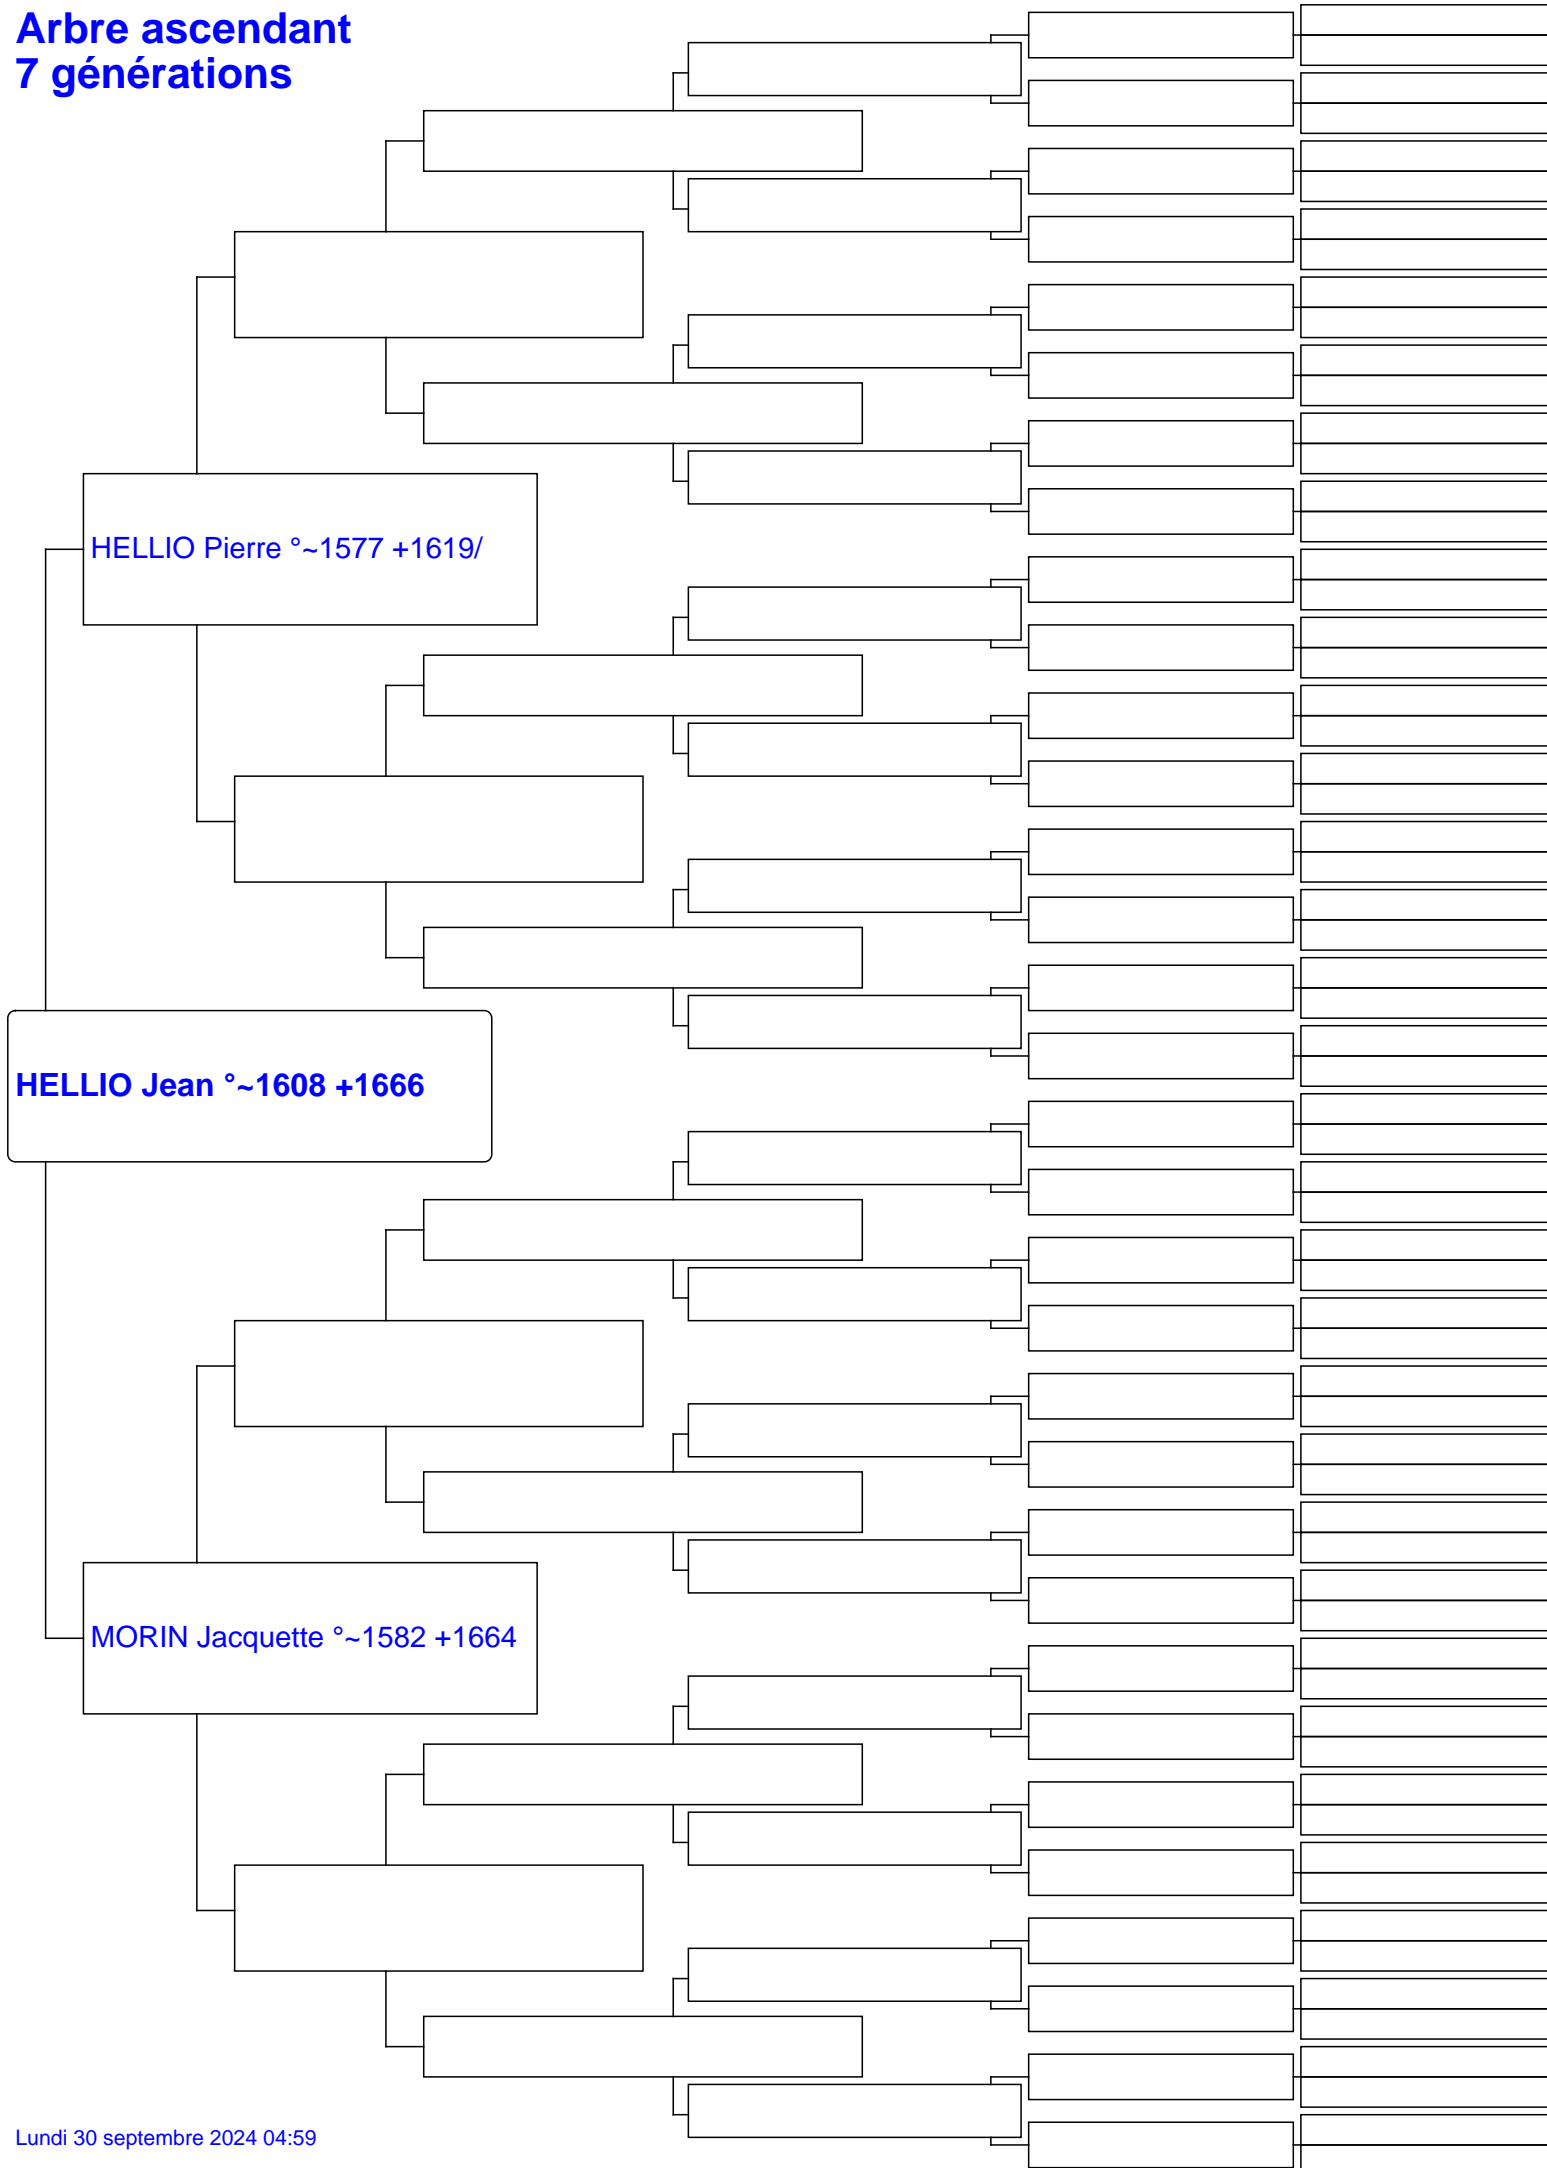 Arbre ascendant
7 générations
HELLIO Pierre °~1577 +1619/
HELLIO Jean °~1608 +1666
MORIN Jacquette °~1582 +1664
Lundi 30 septembre 2024 04:59